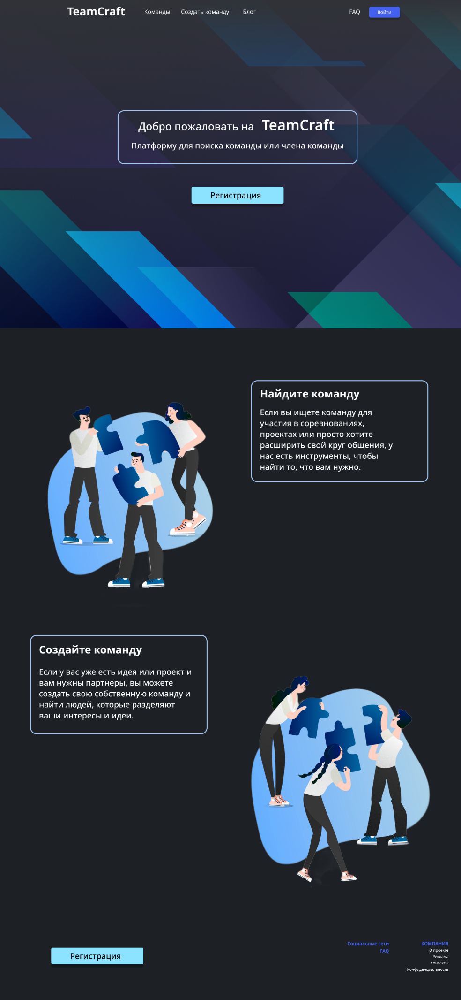 TeamCraft
Команды
Создать команду
Блог
FAQ
Войти
Добро пожаловать на TeamCraft
Платформу для поиска команды или члена команды
Регистрация
Найдите команду
Если вы ищете команду для
участия в соревнованиях,
проектах или просто хотите
расширить свой круг общения, у
нас есть инструменты, чтобы
найти то, что вам нужно.
Создайте команду
Если у вас уже есть идея или проект и
вам нужны партнеры, вы можете
создать свою собственную команду и
найти людей, которые разделяют
ваши интересы и идеи.
Регистрация
Социальные сети
FAQ
КОМПАНИЯ
О проекте
Реклама
Контакты
Конфиденциальность